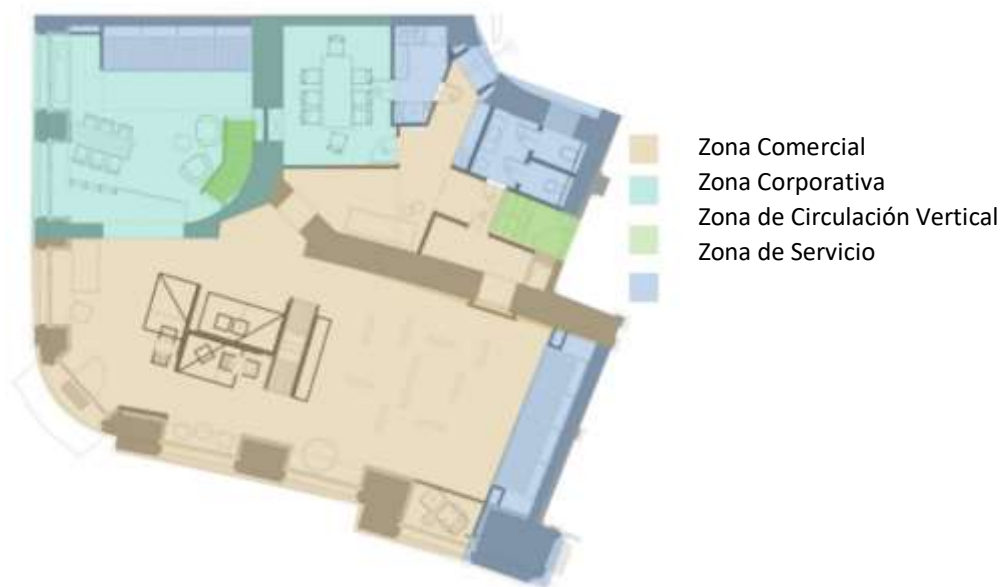 Zona Comercial
Zona Corporativa
Zona de Circulación Vertical
Zona de Servicio